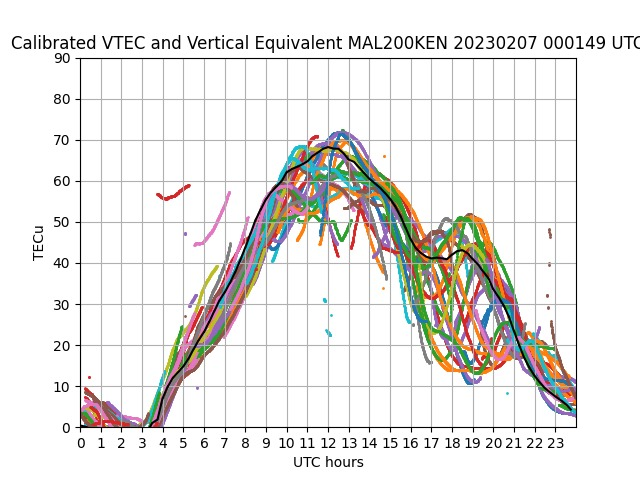 Calibrated VTEC and Vertical Equivalent MAL200KEN 20230207 000149 UTC
90
80
70
60
50
40
30
20
10
0
TECu
0 1 2 3 4 5 6 7 8 9 10 11 12 13 14 15 16 17 18 19 20 21 22 23
UTC hours